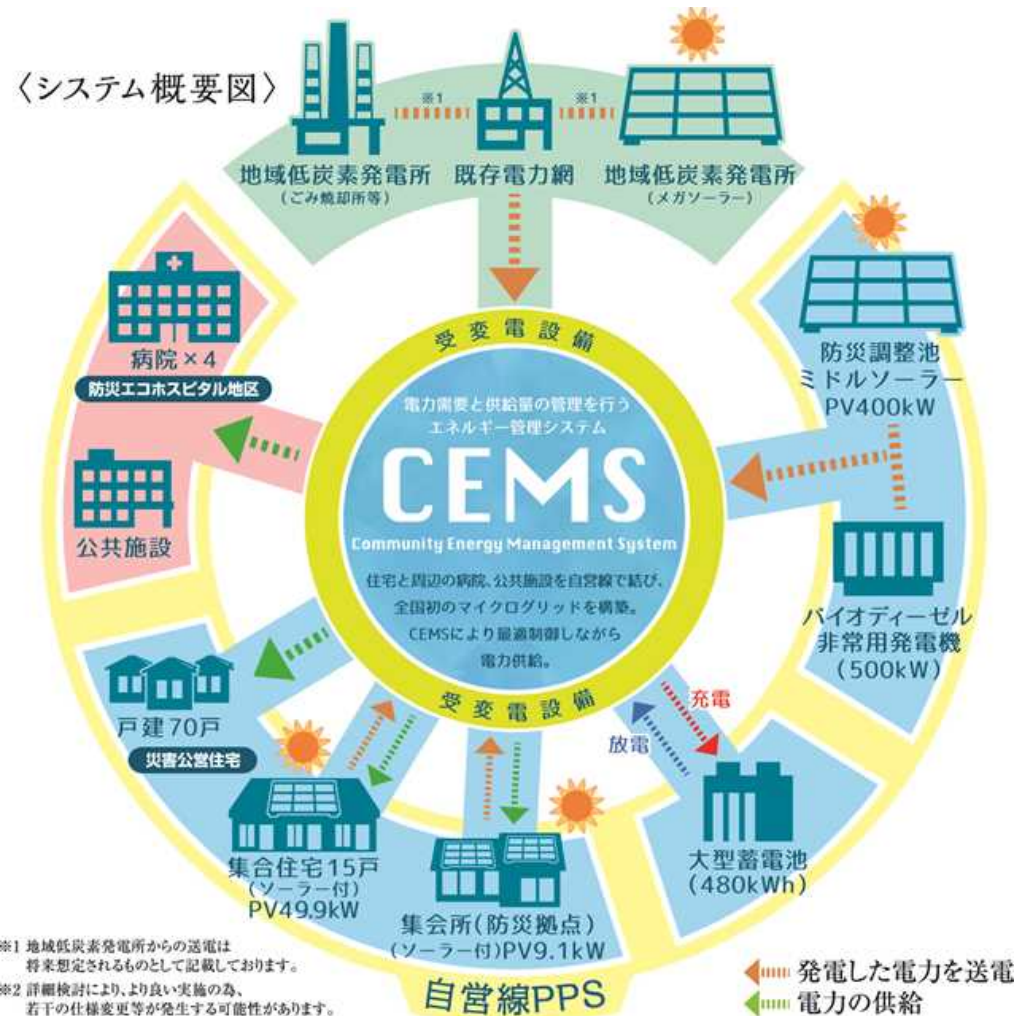 〈システム概要図〉
※1
※1
地域低炭素発電所
(ごみ焼却所等)
既存電力網
地域低炭素発電所
(メガソーラー)
病院×4
防災エコホスピタル地区
公共施設
受変電設備
電力需要と供給量の管理を行う
エネルギー管理システム
CEMS
Community Energy Management System
住宅と周辺の病院、公共施設を自営線で結び、
全国初のマイクログリッドを構築。
CEMSにより最適制御しながら
電力供給。
受変電設備
防災調整池
ミドルソーラー
PV400kW
バイオディーゼル
非常用発電機
(500kW)
戸建70戸
災害公営住宅
集合住宅15戸
(ソーラー付)
PV49.9kW
集会所(防災拠点)
(ソーラー付)PV9.1kW
充電
放電
大型蓄電池
(480kWh)
自営線PPS
※1 地域低炭素発電所からの送電は
将来想定されるものとして記載しております。
※2 詳細検討により、より良い実施の為、
若干の仕様変更等が発生する可能性があります。
発電した電力を送電
電力の供給